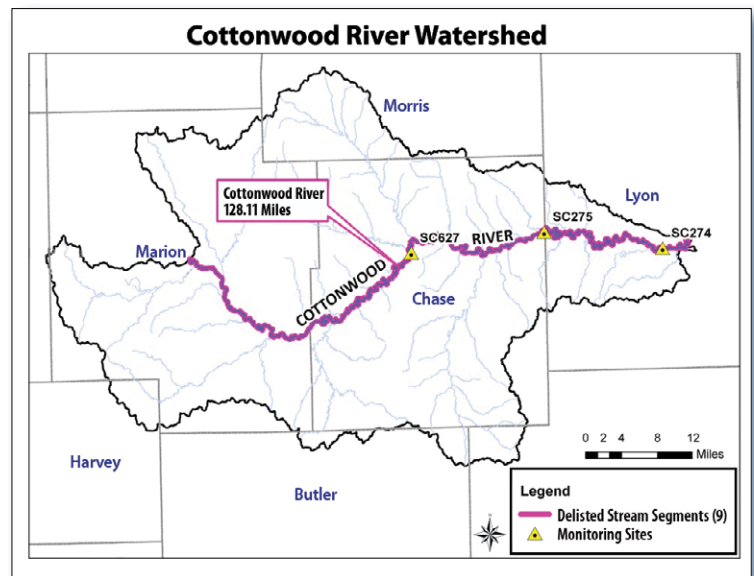 Cottonwood River Watershed
Morris
Cottonwood River
128.11 Miles
Lyon
SC275
SC627
RIVER
SC274
Marion
COTTONWOOD
Chase
0 2 4 8 12
Miles
Harvey
Butler
Legend
Delisted Stream Segments (9)
Monitoring Sites